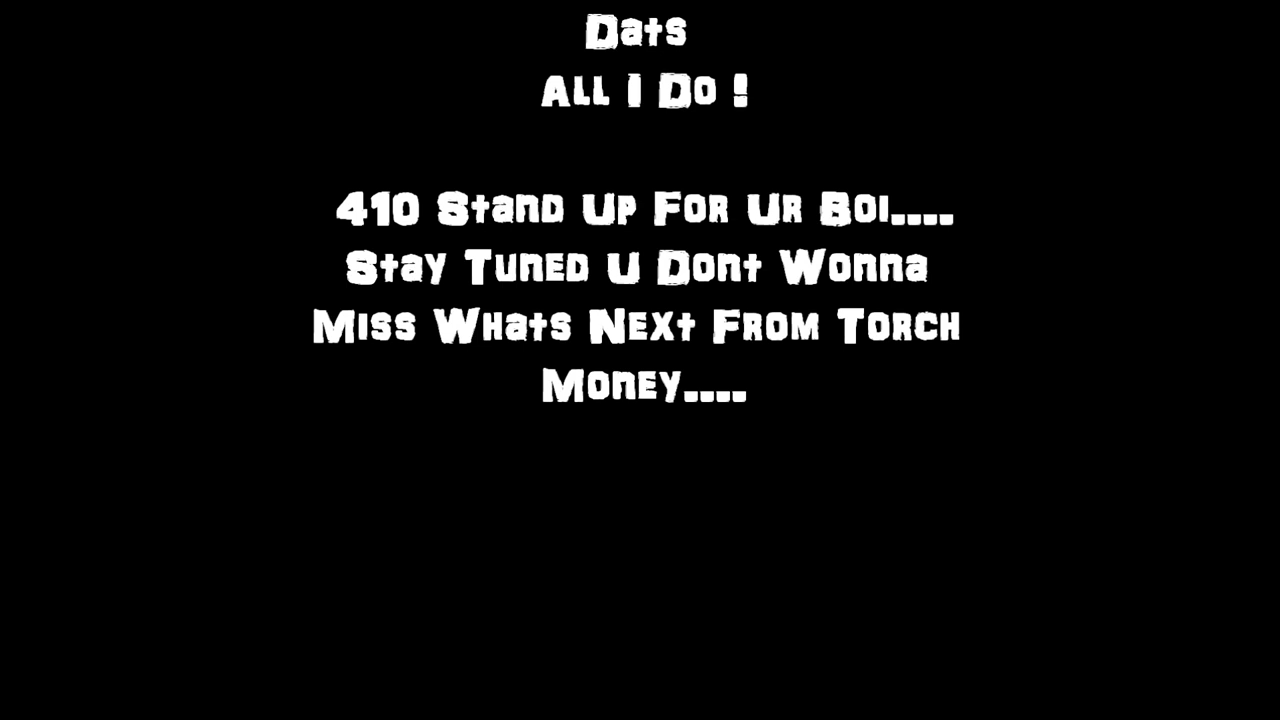 Dats
All I Do !
410 Stand Up For Ur Boi....
Stay Tuned U Dont Wonna
Miss Whats Next From Torch
Money....